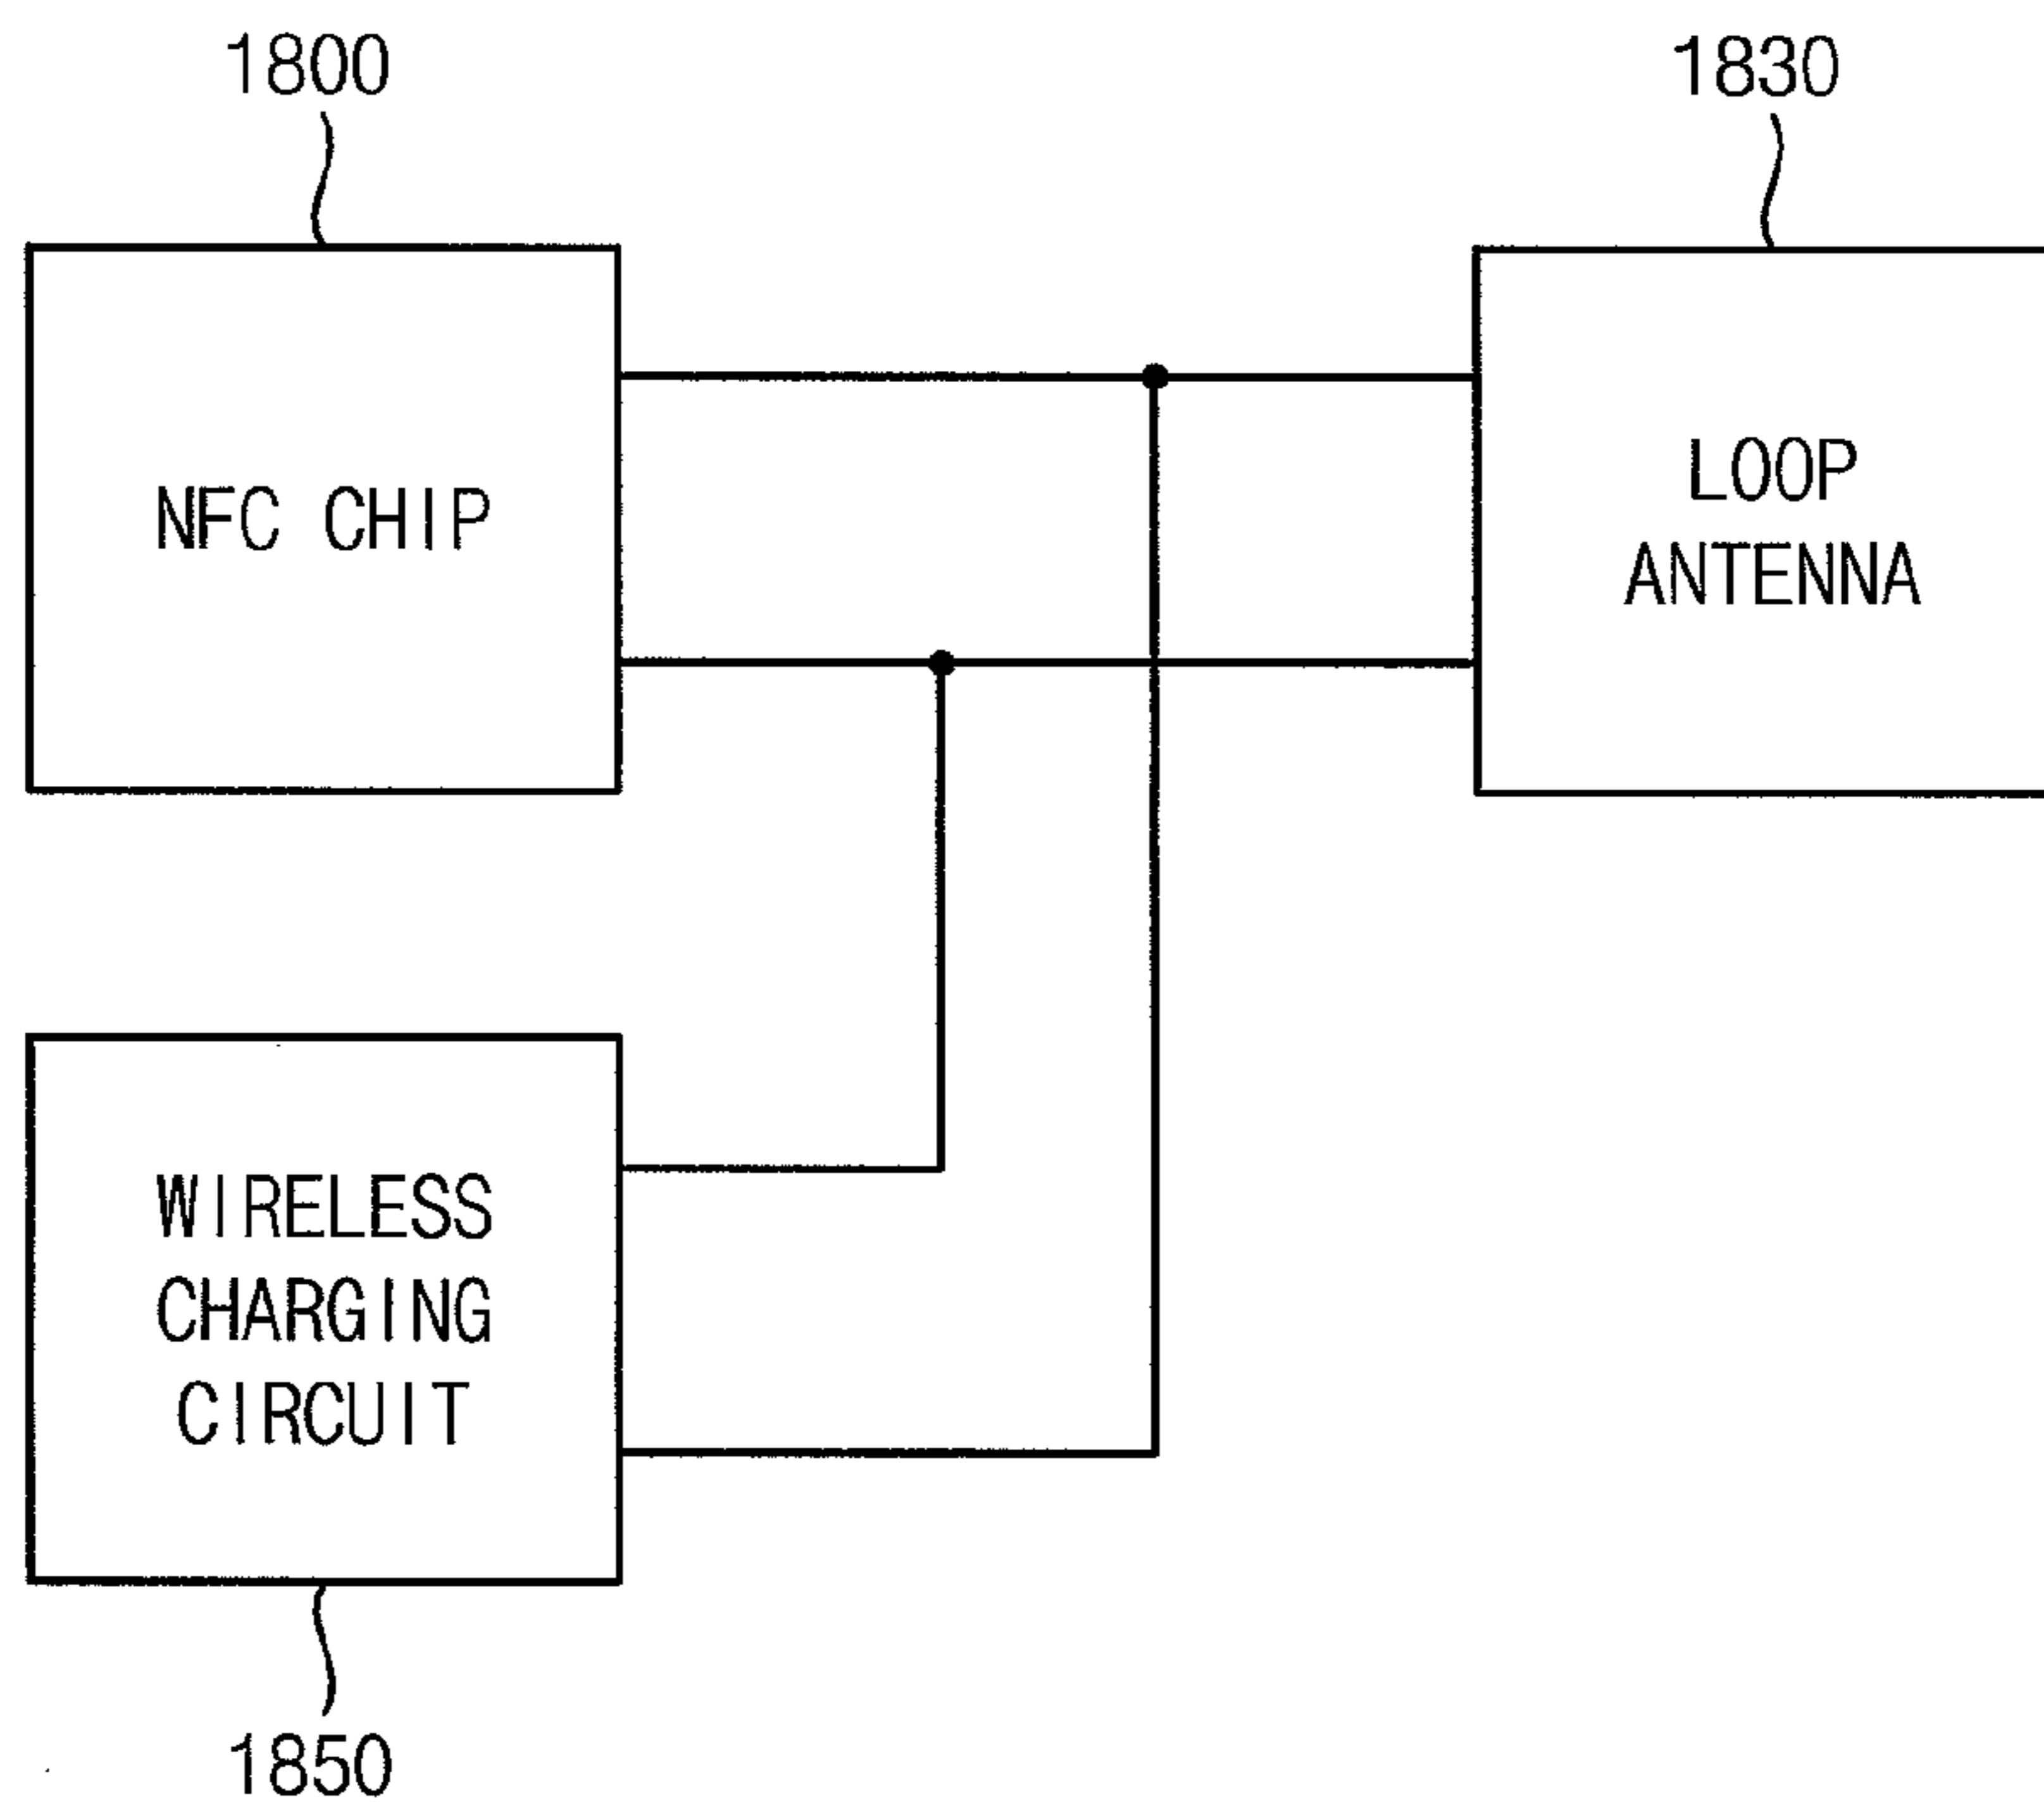 1800
1830
NFC CHIP
LOOP
ANTENNA
WIRELESS
CHARGING
CIRCUIT
1850